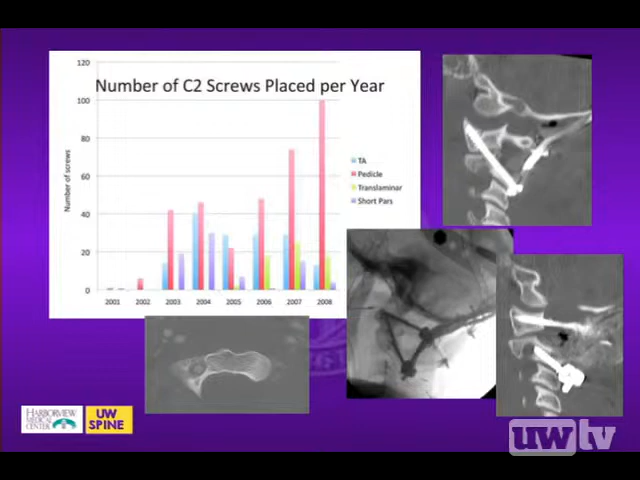 Number of C2 Screws Placed per Year
120
100
80
60
40
20
0
Number of screws
2001 2002 2003 2004 2005 2006 2007 2008
TA
Pedicle
Translaminar
Short Pars
HARBORVIEW
MEDICAL
CENTER
UW
SPINE
uwtv